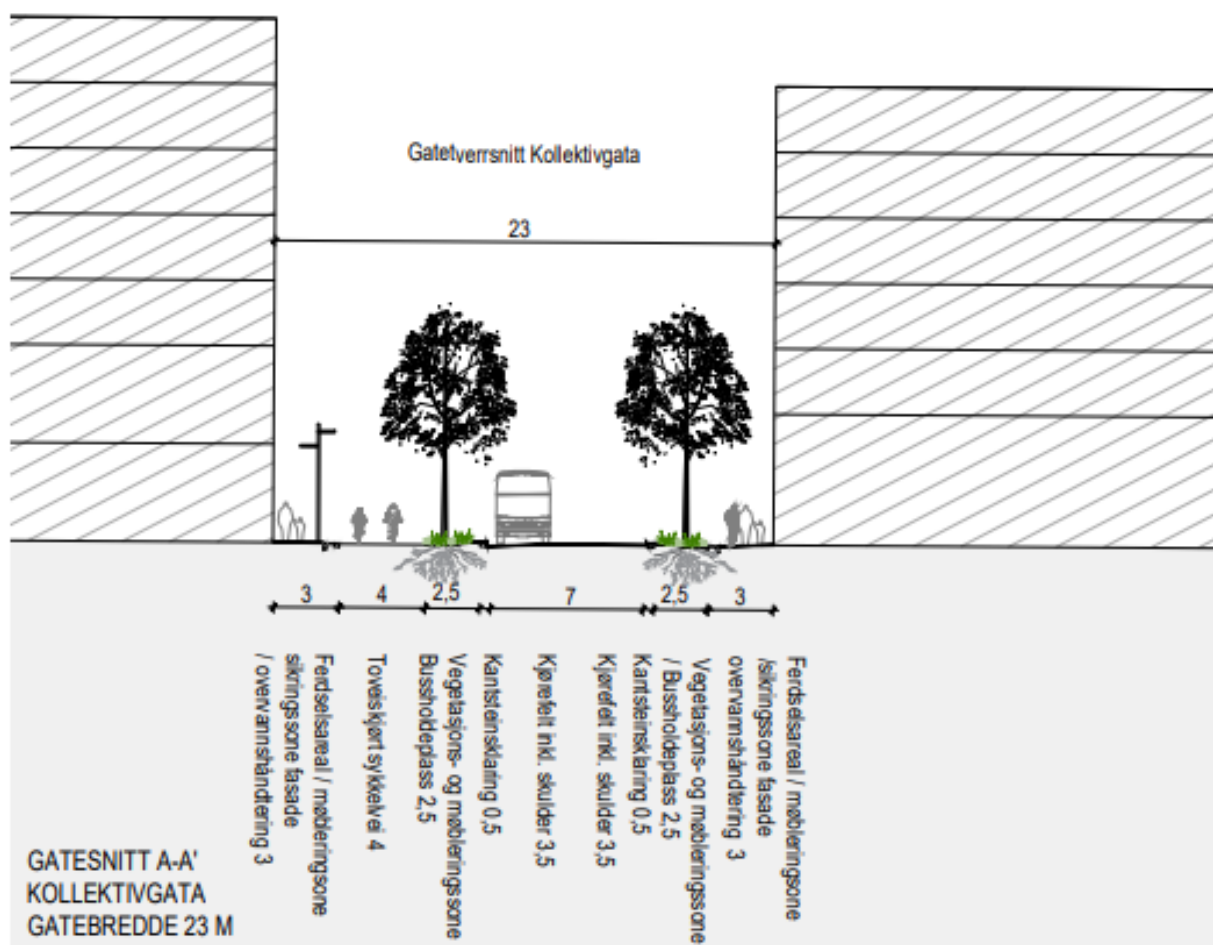 Gatetverrsnitt Kollektivgata
23
3
4
2,5
7
2,5
3
Ferdselsareal / møbleringsone
sikringssone fasade
/ overvannshåndtering 3
Toveiskjørt sykkelvei 4
Vegetasjons- og møbleringssone
Bussholdeplass 2,5
Kantsteinsklaring 0,5
Kjørefelt inkl. skulder 3,5
Kjørefelt inkl. skulder 3,5
Kantsteinsklaring 0,5
Vegetasjons- og møbleringssone
/ Bussholdeplass 2,5
Ferdselsareal / møbleringsone
/sikringssone fasade
overvannshåndtering 3
GATESNITT A-A'
KOLLEKTIVGATA
GATEBREDDE 23 M